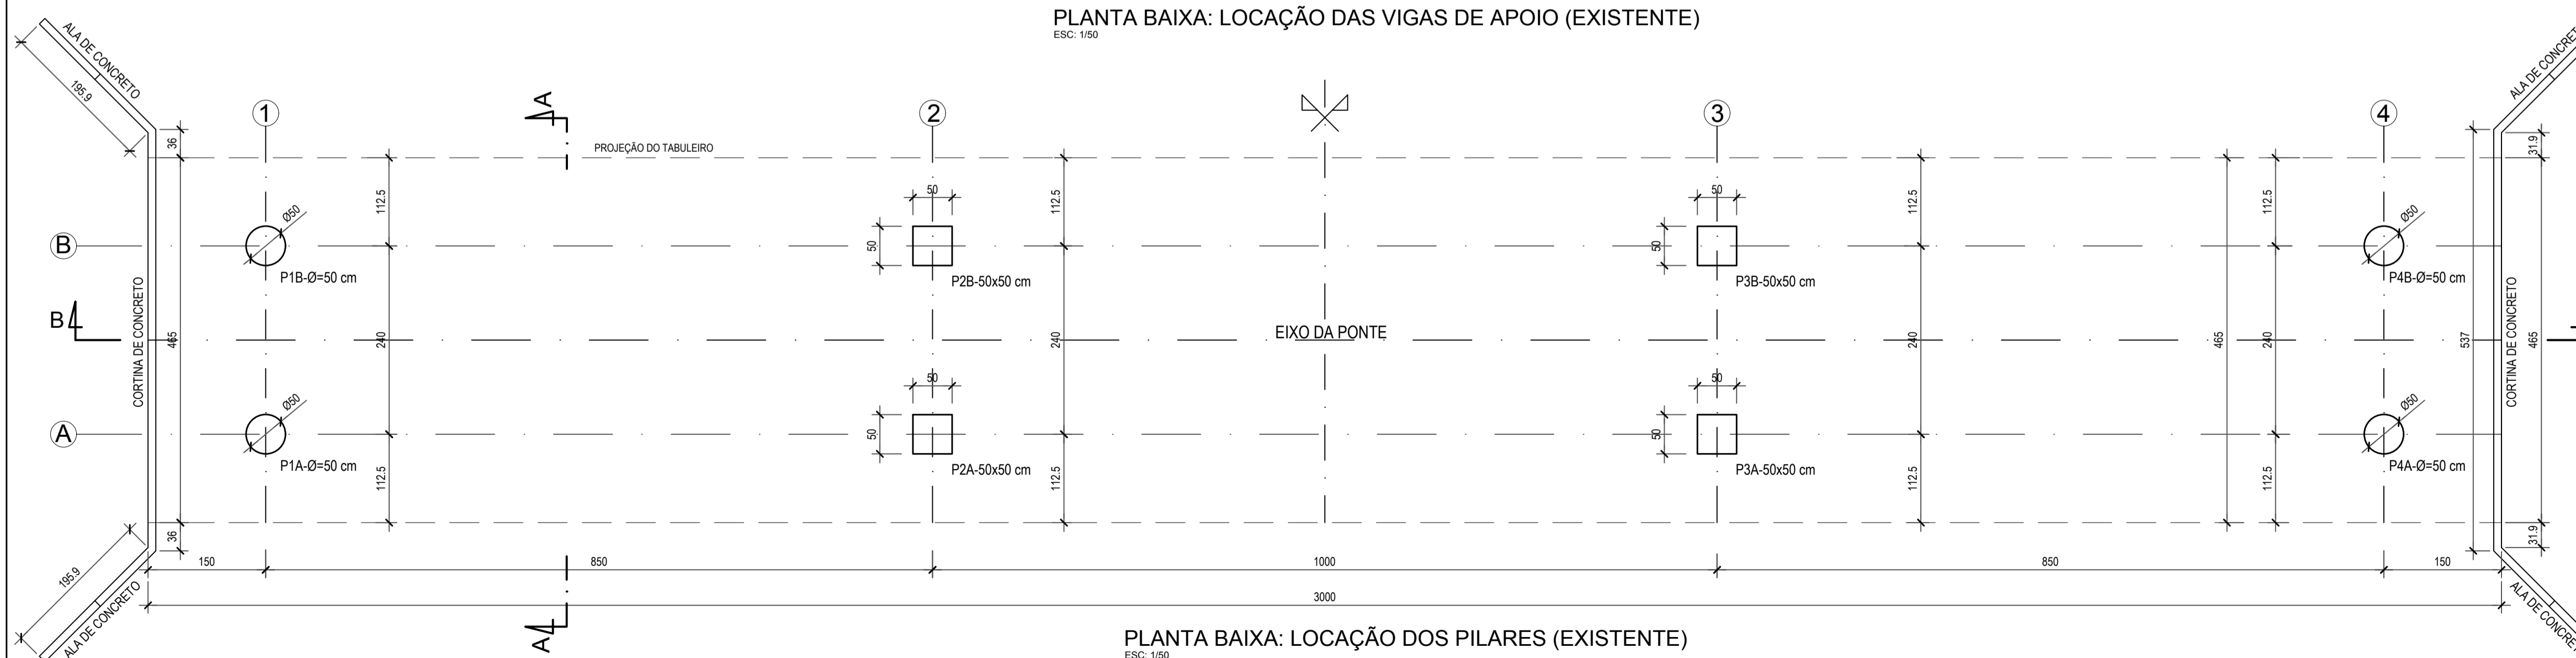 PLANTA BAIXA: LOCAÇÃO DAS VIGAS DE APOIO (EXISTENTE)
ESC: 1/50
ALA DE CONCRETO
195.9
36
1
A
PROJEÇÃO DO TABULEIRO
2
3
4
ALA DE CONCRET
31.9
112.5
112.5
112.5
112.5
50
50
50
50
Ø50
Ø50
B
P1B-Ø=50 cm
P2B-50x50 cm
P3B-50x50 cm
P4B-Ø=50 cm
B
CORTINA DE CONCRETO
465
240
240
EIXO DA PONTE
240
465
240
537
CORTINA DE CONCRETO
465
50
50
50
50
Ø50
Ø50
A
P1A-Ø=50 cm
P2A-50x50 cm
P3A-50x50 cm
P4A-Ø=50 cm
112.5
112.5
112.5
112.5
36
31.9
195.9
ALA DE CONCRETO
150
850
1000
850
150
3000
ALA DE CONCRE
A
PLANTA BAIXA: LOCAÇÃO DOS PILARES (EXISTENTE)
ESC: 1/50